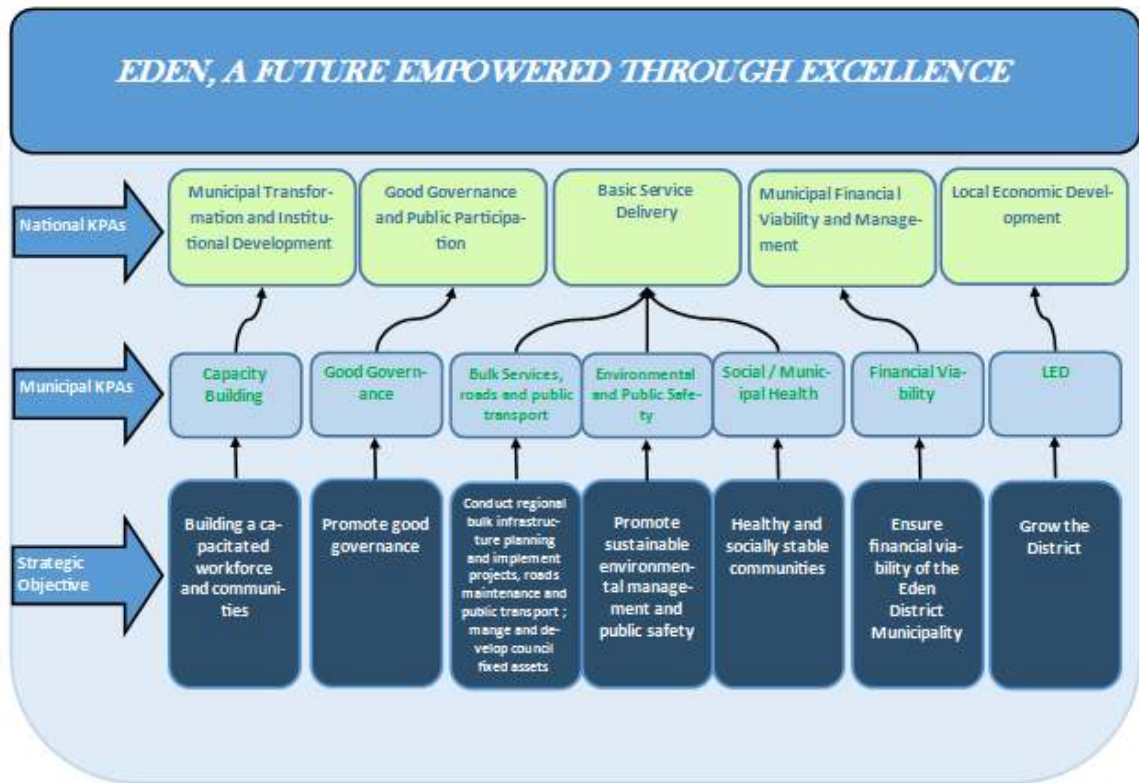 EDEN, A FUTURE EMPOWERED THROUGH EXCELLENCE
National KPAs
Municipal Transfor-
mation and Institu-
tional Development
Good Governance
and Public Participa-
tion
Basic Service
Delivery
Municipal Financial
Viability and Manage-
ment
Local Economic Devel-
opment
Municipal KPAs
Capacity
Building
Good Govern-
ance
Bulk Services,
roads and public
transport
Environmental
and Public Safe-
ty
Social / Munic-
ipal Health
Financial Via-
bility
LED
Strategic
Objective
Building a ca-
pacitated
workforce
and communi-
ties
Promote good
governance
Conduct regional
bulk infrastruc-
ture planning
and implement
projects, roads
maintenance and
public transport ;
mange and de-
velop council
fixed assets
Promote
sustainable
environmen-
tal manage-
ment and
public safety
Healthy and
socially stable
communities
Ensure
financial via-
bility of the
Eden
District
Municipality
Grow the
District